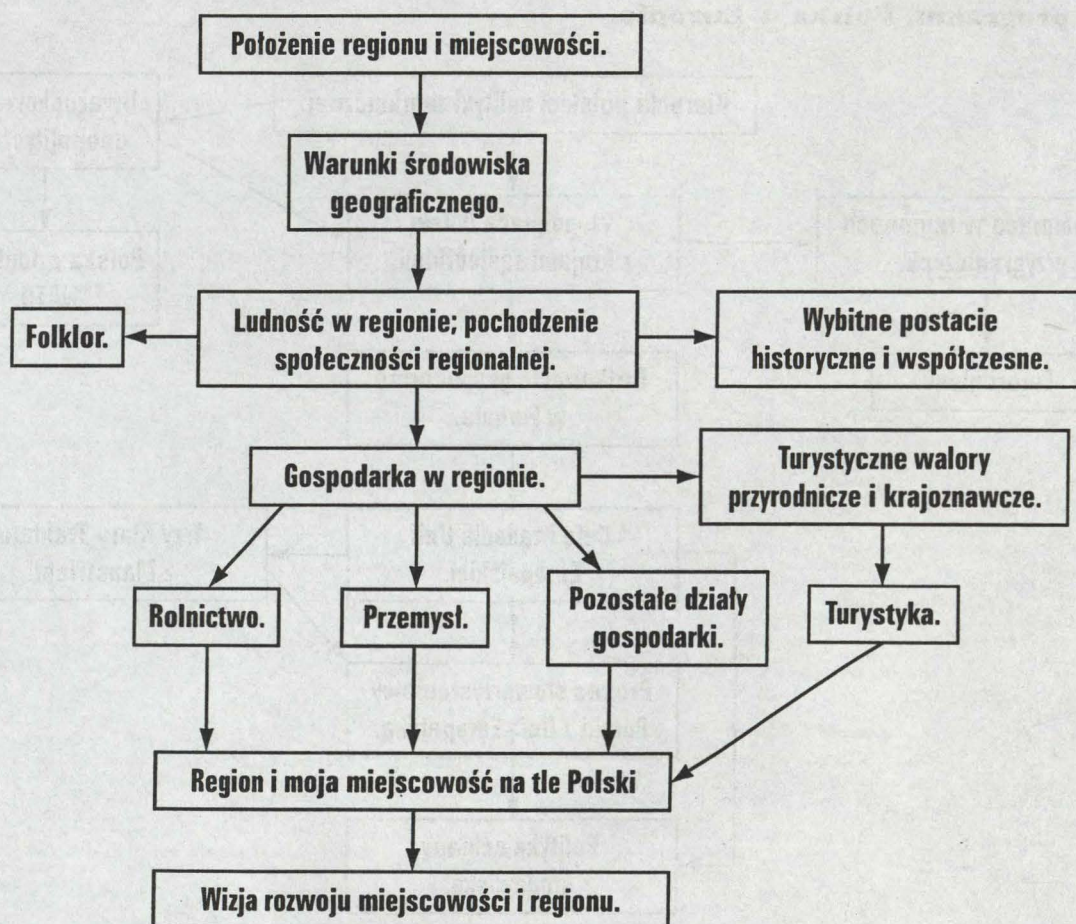 Położenie regionu i miejscowości.
Warunki środowiska
geograficznego.
Folklor.
Ludność w regionie; pochodzenie
społeczności regionalnej.
Wybitne postacie
historyczne i współczesne.
Gospodarka w regionie.
Turystyczne walory
przyrodnicze i krajoznawcze.
Rolnictwo.
Przemysł.
Pozostałe działy
gospodarki.
Turystyka.
Region i moja miejscowość na tle Polski
Wizja rozwoju miejscowości i regionu.